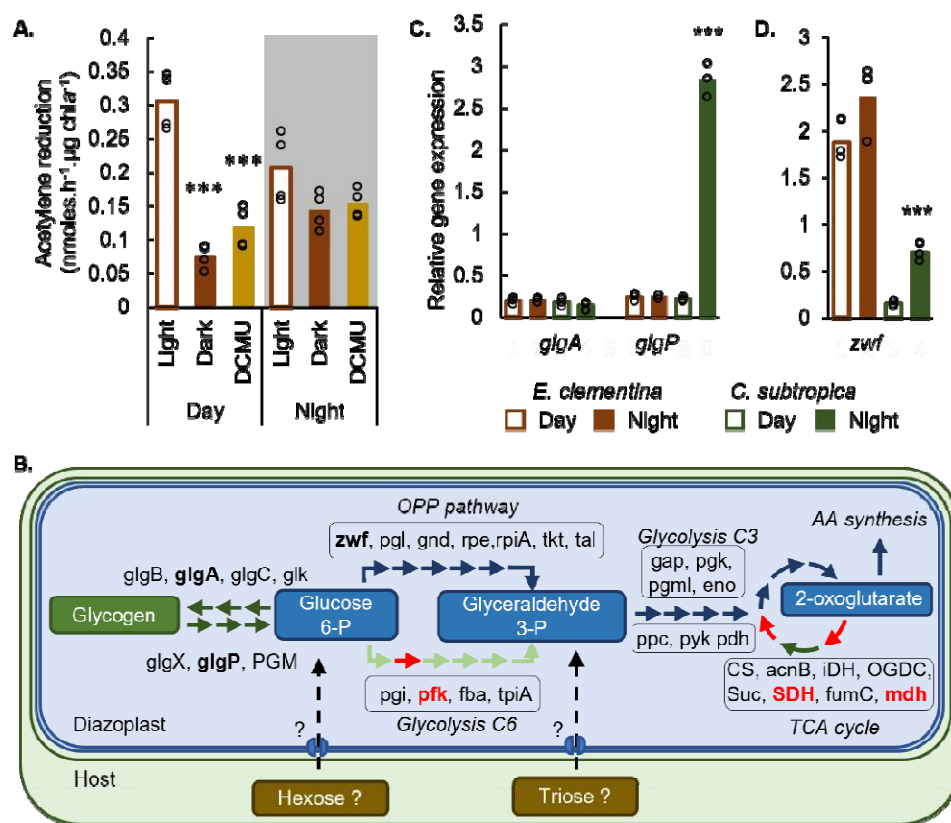 A.
Acetylene reduction
(nmoles.h-1.µg chla-1)
0.4
0.35
0.3
0.25
0.2
0.15
0.1
0.05
0
***
***
Light
Dark
DCMU
Light
Dark
DCMU
Day
Night
C.
Relative gene expression
3.5
3
2.5
2
1.5
1
0.5
0
***
glgA
glgP
D.
3
2.5
2
1.5
1
0.5
0
***
zwf
E. clementina
C. subtropica
Day
Night
Day
Night
B.
OPP pathway
zwf, pgl, gnd, rpe,rpiA, tkt, tal
Glycolysis C3
gap, pgk,
pgml, eno
AA synthesis
glgB, glgA, glgC, glk
Glycogen
Glucose
6-P
Glyceraldehyde
3-P
2-oxoglutarate
glgX, glgP, PGM
ppc, pyk pdh
pgi, pfk, fba, tpiA
Glycolysis C6
CS, acnB, iDH, OGDC,
Suc, SDH, fumC, mdh
TCA cycle
Diazoplast
?
?
Host
Hexose ?
Triose ?